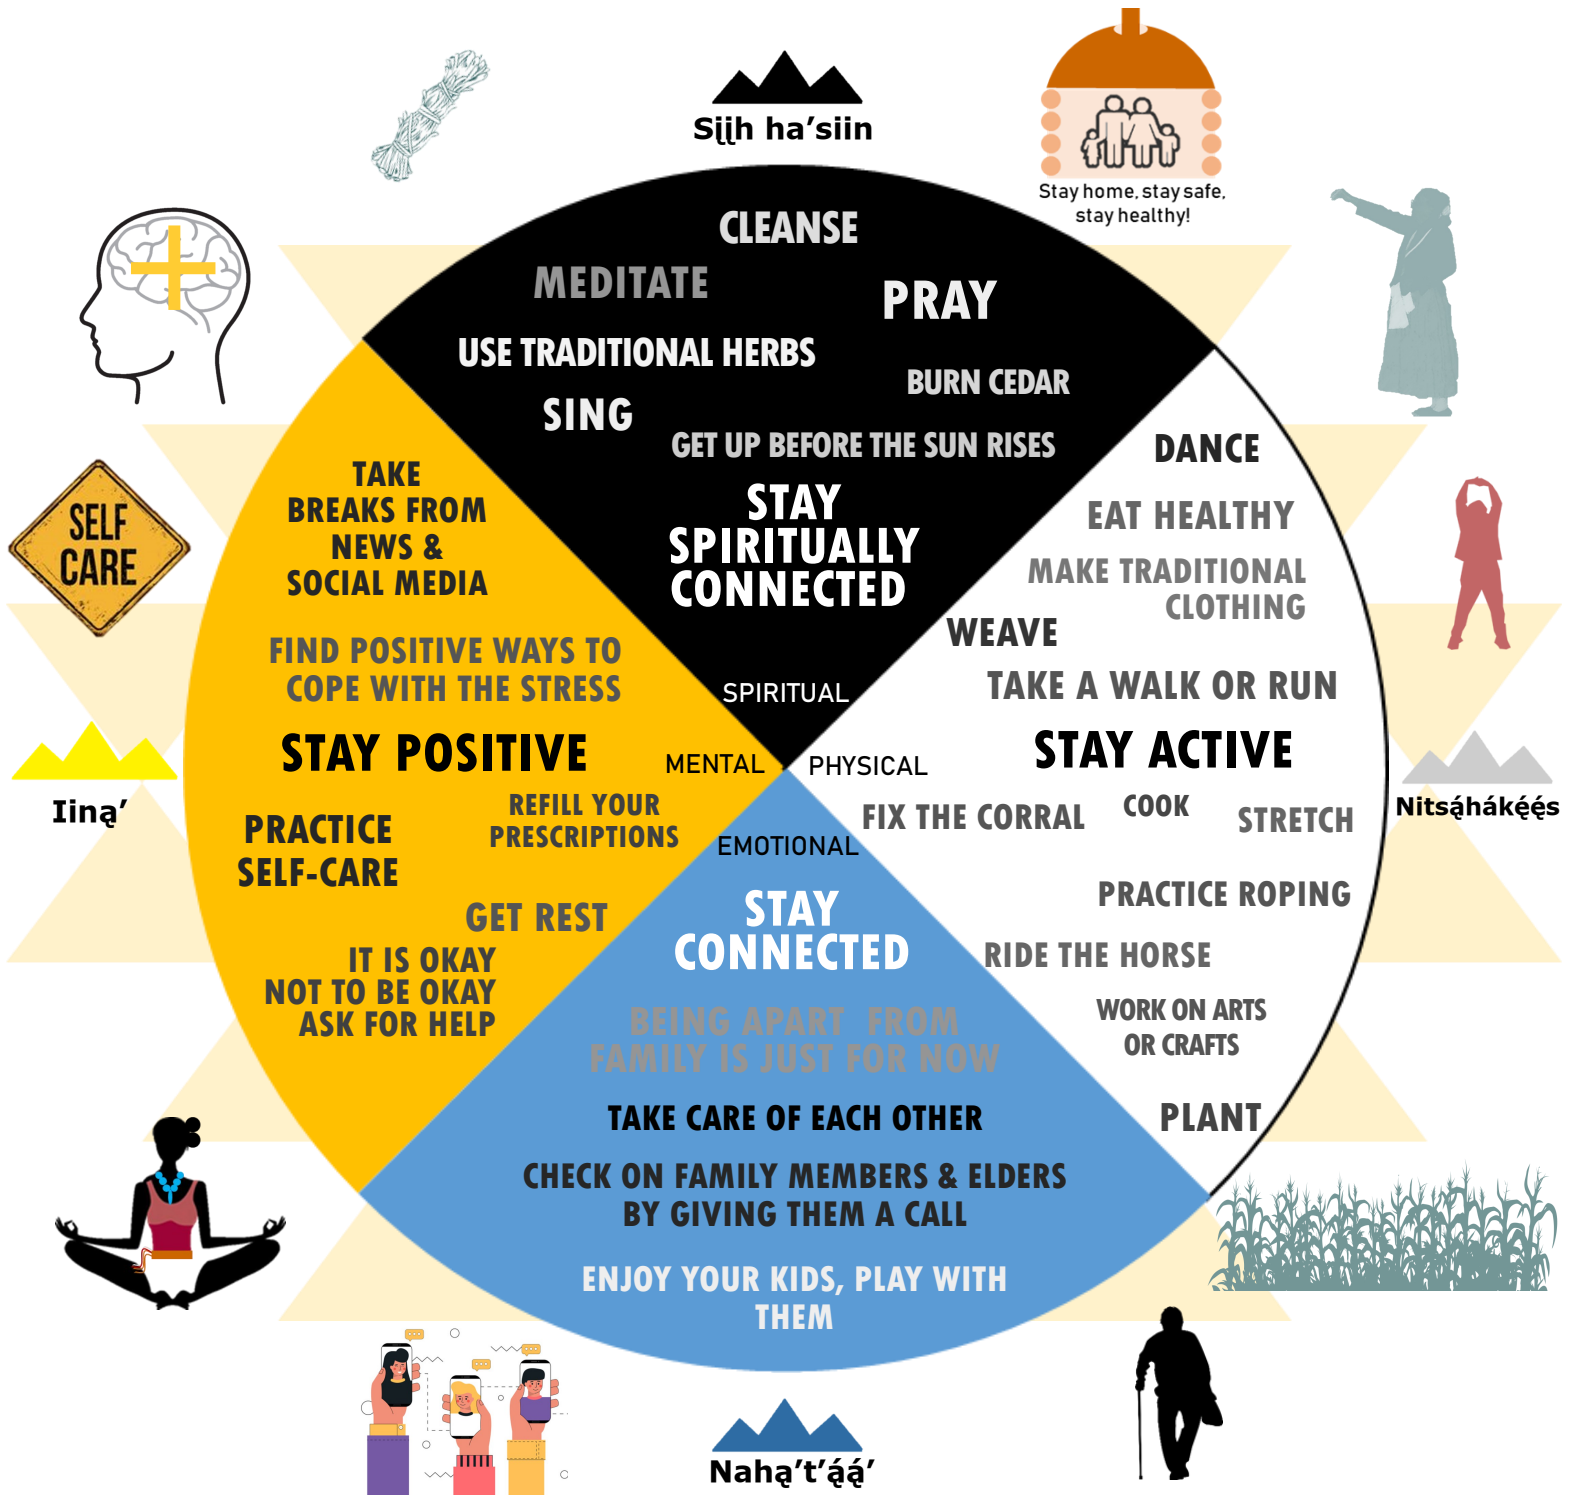 Sįįh ha’siin
Stay home, stay safe,
stay healthy!
CLEANSE
MEDITATE
PRAY
USE TRADITIONAL HERBS
BURN CEDAR
SING
GET UP BEFORE THE SUN RISES
STAY
SPIRITUALLY
CONNECTED
SPIRITUAL
SELF
CARE
TAKE
BREAKS FROM
NEWS &
SOCIAL MEDIA
FIND POSITIVE WAYS TO
COPE WITH THE STRESS
STAY POSITIVE
MENTAL
Iiną’
PRACTICE
SELF-CARE
REFILL YOUR
PRESCRIPTIONS
GET REST
IT IS OKAY
NOT TO BE OKAY
ASK FOR HELP
DANCE
EAT HEALTHY
MAKE TRADITIONAL
CLOTHING
WEAVE
TAKE A WALK OR RUN
STAY ACTIVE
PHYSICAL
Nitsą́hákę́ę́s
FIX THE CORRAL
COOK
STRETCH
PRACTICE ROPING
RIDE THE HORSE
WORK ON ARTS
OR CRAFTS
PLANT
EMOTIONAL
STAY
CONNECTED
BEING APART FROM
FAMILY IS JUST FOR NOW
TAKE CARE OF EACH OTHER
CHECK ON FAMILY MEMBERS & ELDERS
BY GIVING THEM A CALL
ENJOY YOUR KIDS, PLAY WITH
THEM
Nahą’t’ą́ą́’